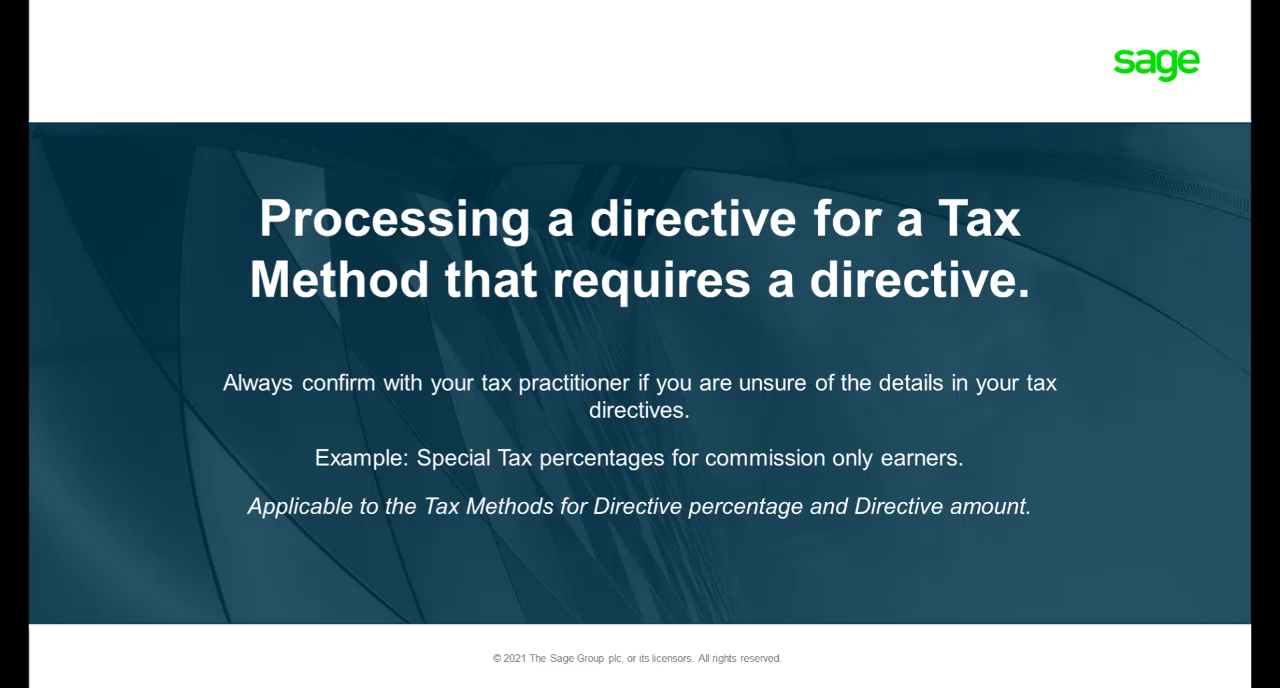 sage
Processing a directive for a Tax
Method that requires a directive.
Always confirm with your tax practitioner if you are unsure of the details in your tax
directives.
Example: Special Tax percentages for commission only earners.
Applicable to the Tax Methods for Directive percentage and Directive amount.
© 2021 The Sage Group plc, or its licensors. All rights reserved.